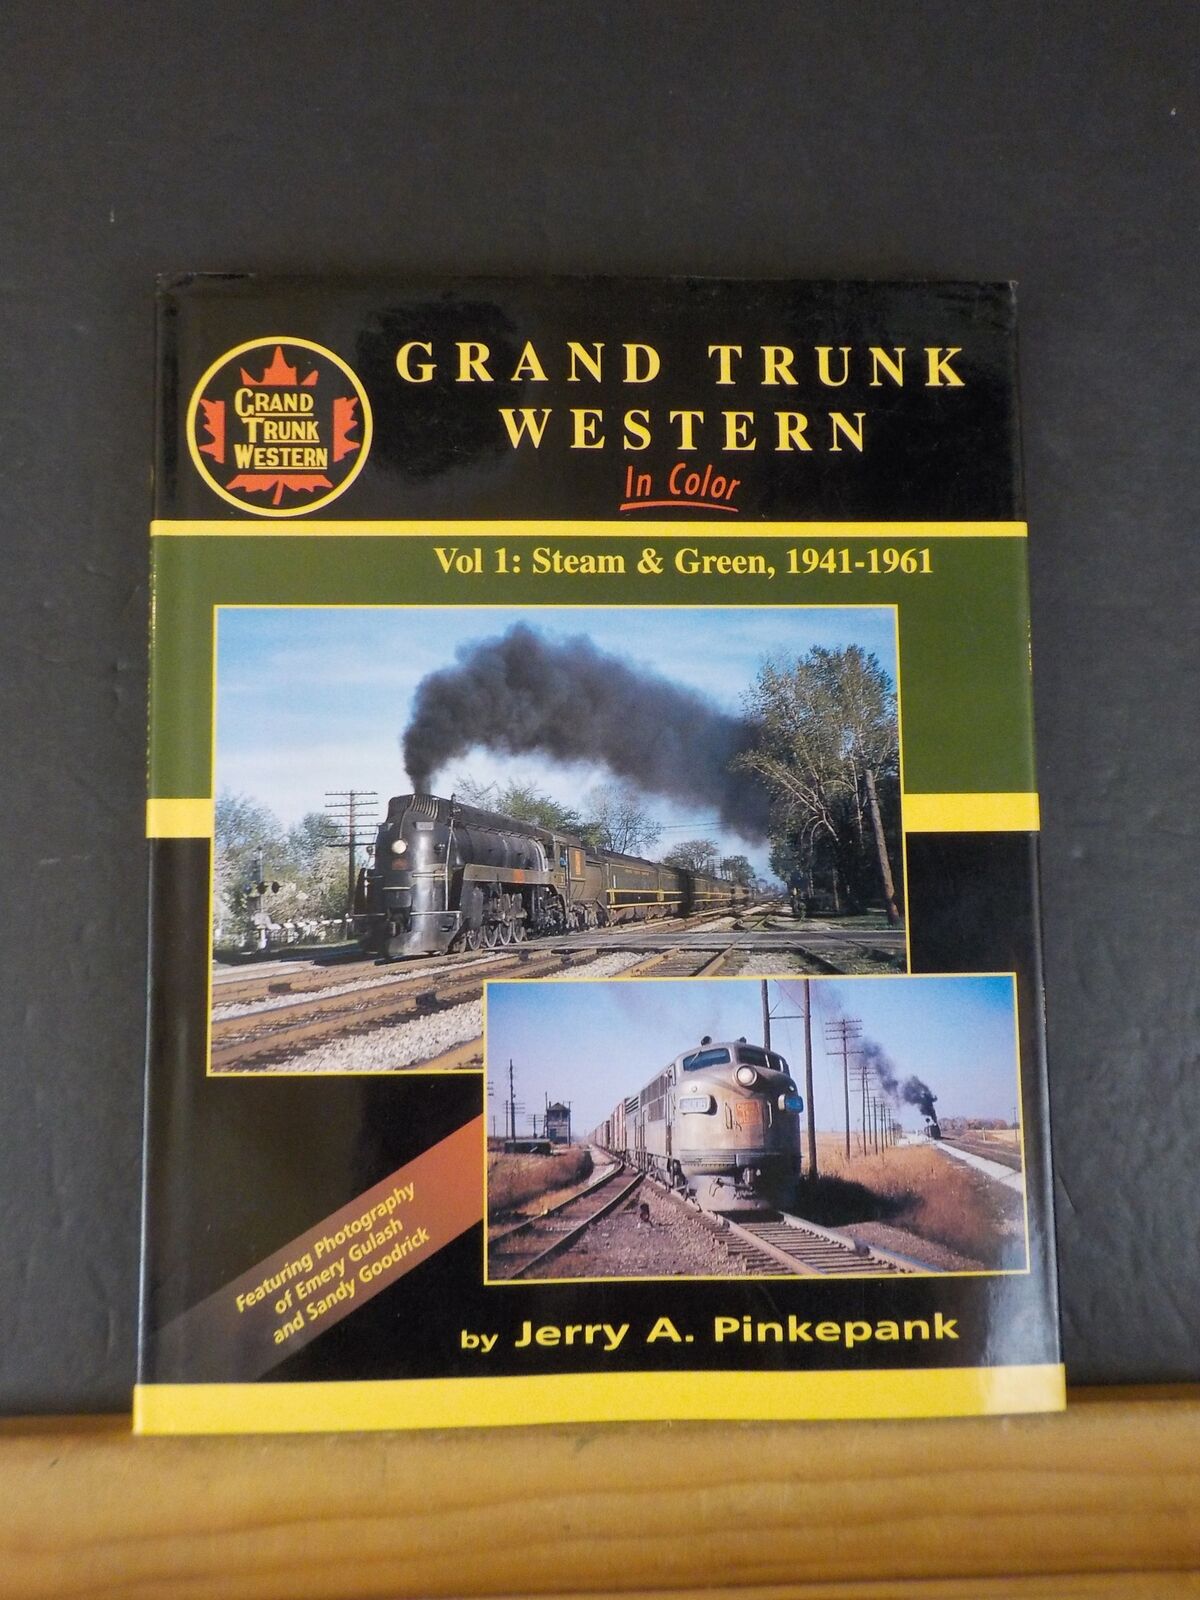 GRAND
TRUNK
WESTERN
GRAND TRUNK
WESTERN
In Color
Vol 1: Steam & Green, 1941-1961
Featuring Photography
of Emery Gulash
and Sandy Goodrick
by Jerry A. Pinkepank